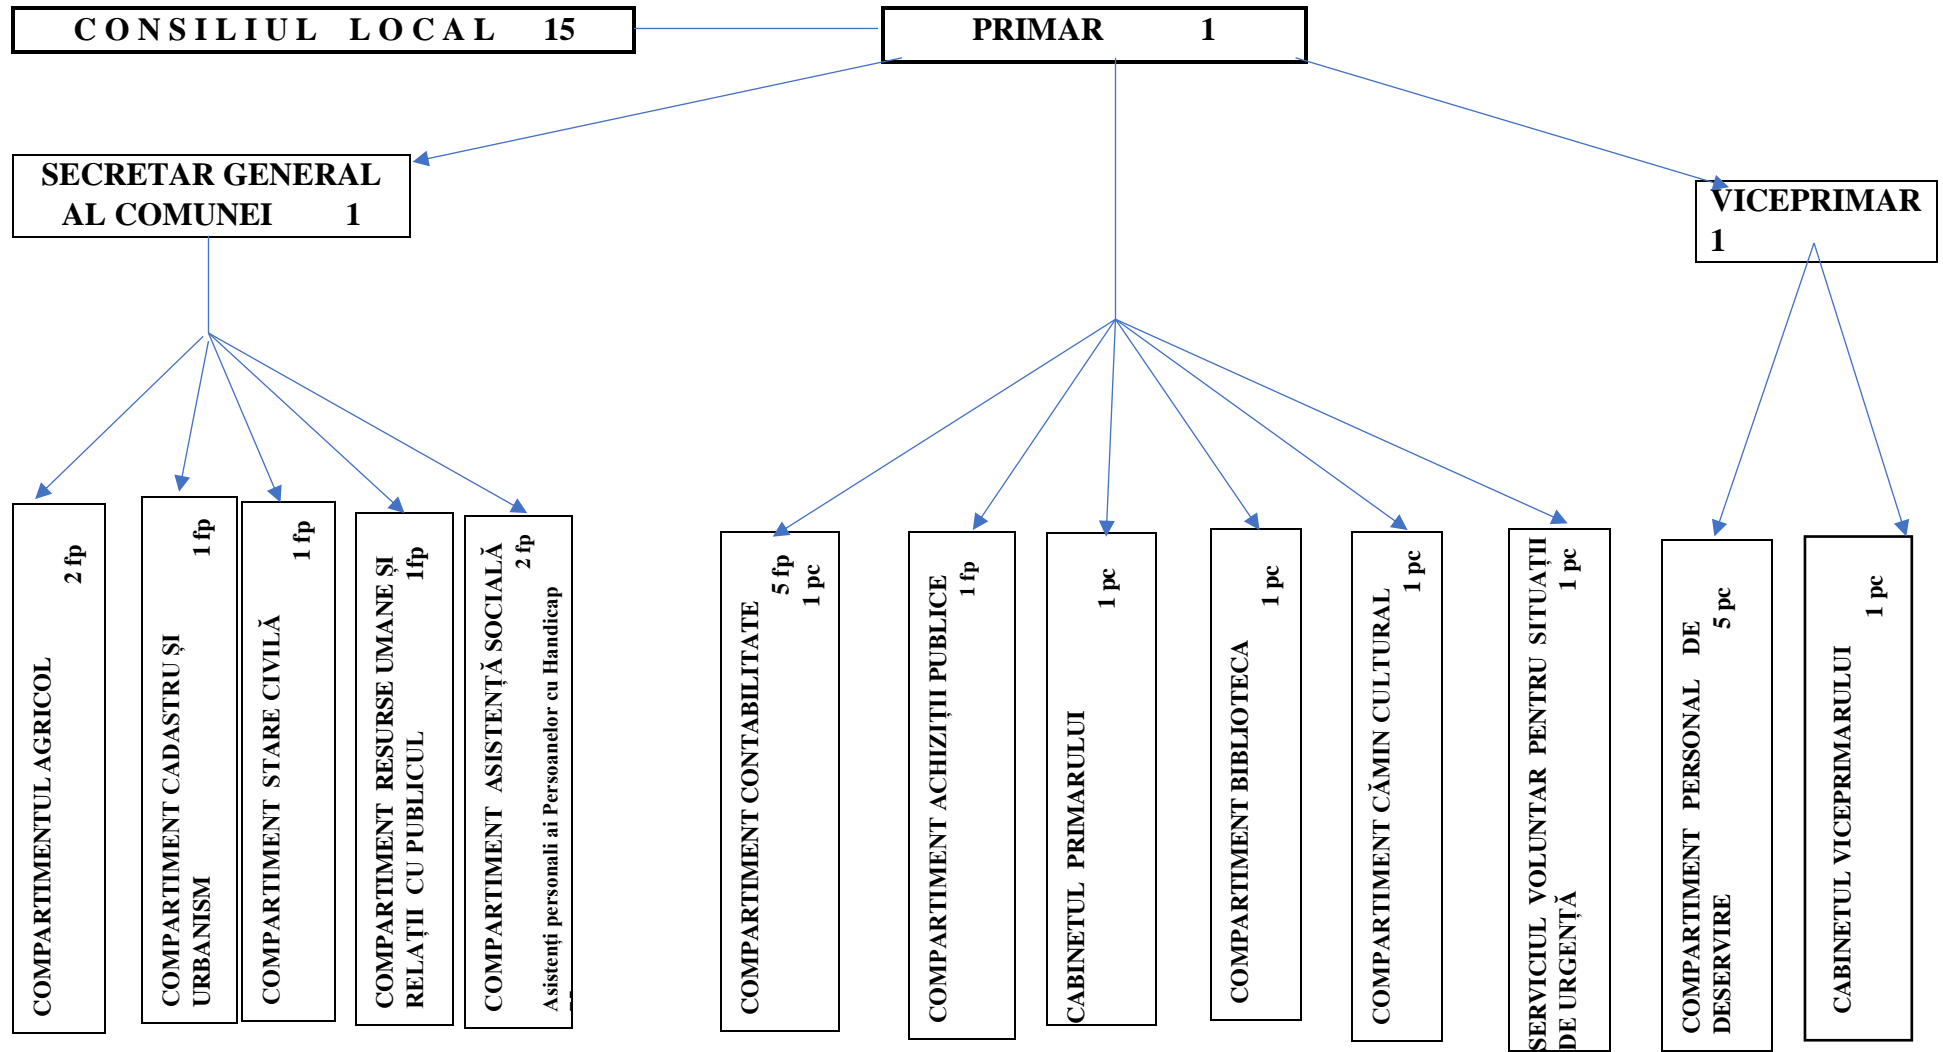 CONSILIUL LOCAL 15
PRIMAR 1
SECRETAR GENERAL
AL COMUNEI 1
VICEPRIMAR
1
COMPARTIMENTUL AGRICOL
2 fp
COMPARTIMENT CADASTRU ȘI 1 fp
URBANISM
COMPARTIMENT STARE CIVILĂ
1 fp
COMPARTIMENT RESURSE UMANE ȘI
RELAȚII CU PUBLICUL 1fp
COMPARTIMENT ASISTENȚĂ SOCIALĂ
2 fp
Asistenți personali ai Persoanelor cu Handicap
COMPARTIMENT CONTABILITATE
5 fp
1 pc
COMPARTIMENT ACHIZIȚII PUBLICE
1 fp
CABINETUL PRIMARULUI
1 pc
COMPARTIMENT BIBLIOTECA
1 pc
COMPARTIMENT CĂMIN CULTURAL
1 pc
SERVICIUL VOLUNTAR PENTRU SITUAȚII
DE URGENȚĂ 1 pc
COMPARTIMENT PERSONAL DE
DESERVIRE 5 pc
CABINETUL VICEPRIMARULUI
1 pc